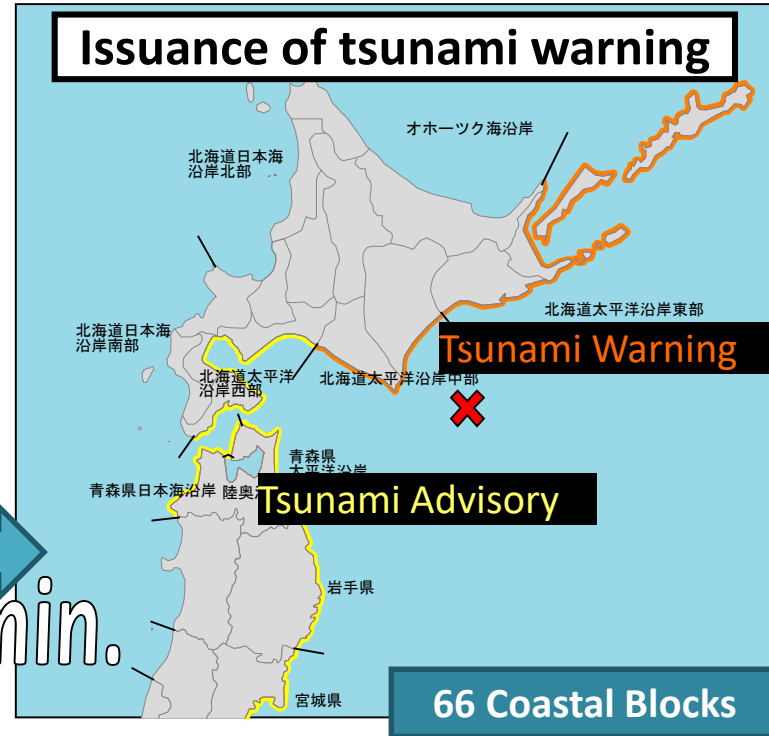 Issuance of tsunami warning
オホーツク海沿岸
北海道日本海
沿岸北部
北海道太平洋沿岸東部
北海道日本海
沿岸南部
Tsunami Warning
北海道太平洋
沿岸西部
北海道太平洋沿岸中部
青森県
太平洋沿岸
青森県日本海沿岸
陸奥
Tsunami Advisory
岩手県
min.
宮城県
66 Coastal Blocks